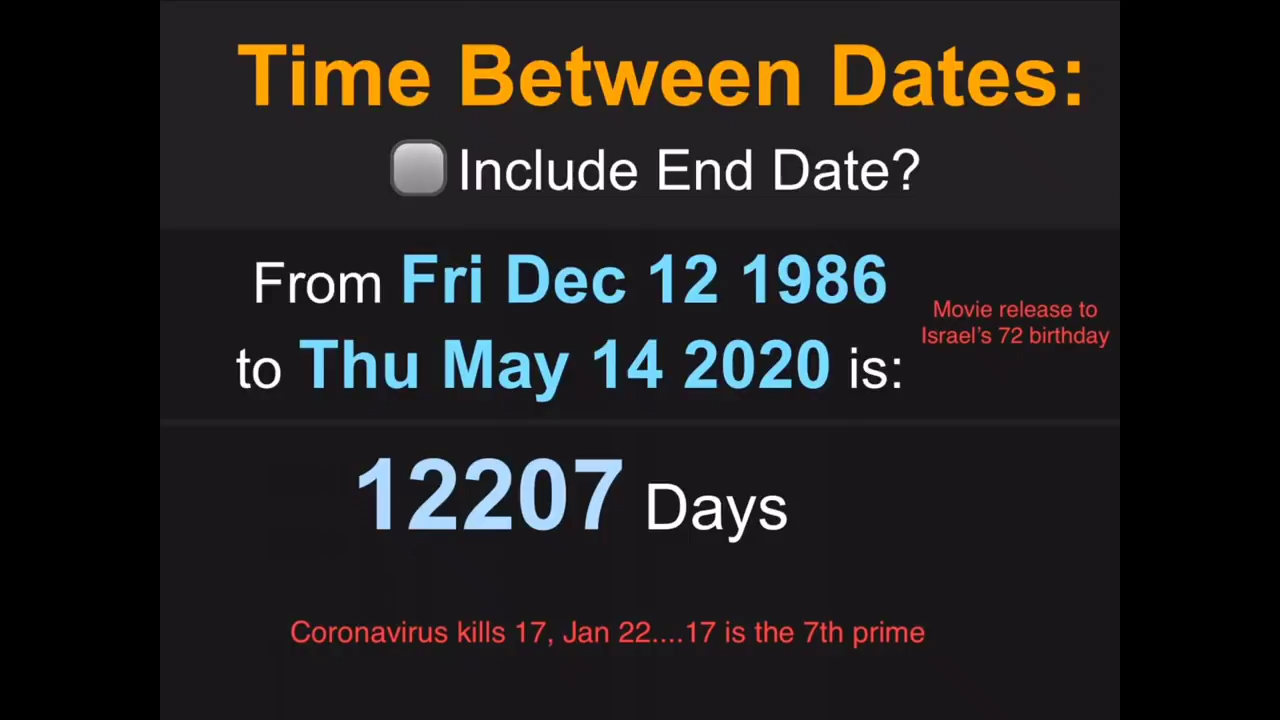 Time Between Dates:
Include End Date?
From Fri Dec 12 1986
to Thu May 14 2020 is:
Movie release to
Israel's 72 birthday
12207 Days
Coronavirus kills 17, Jan 22....17 is the 7th prime